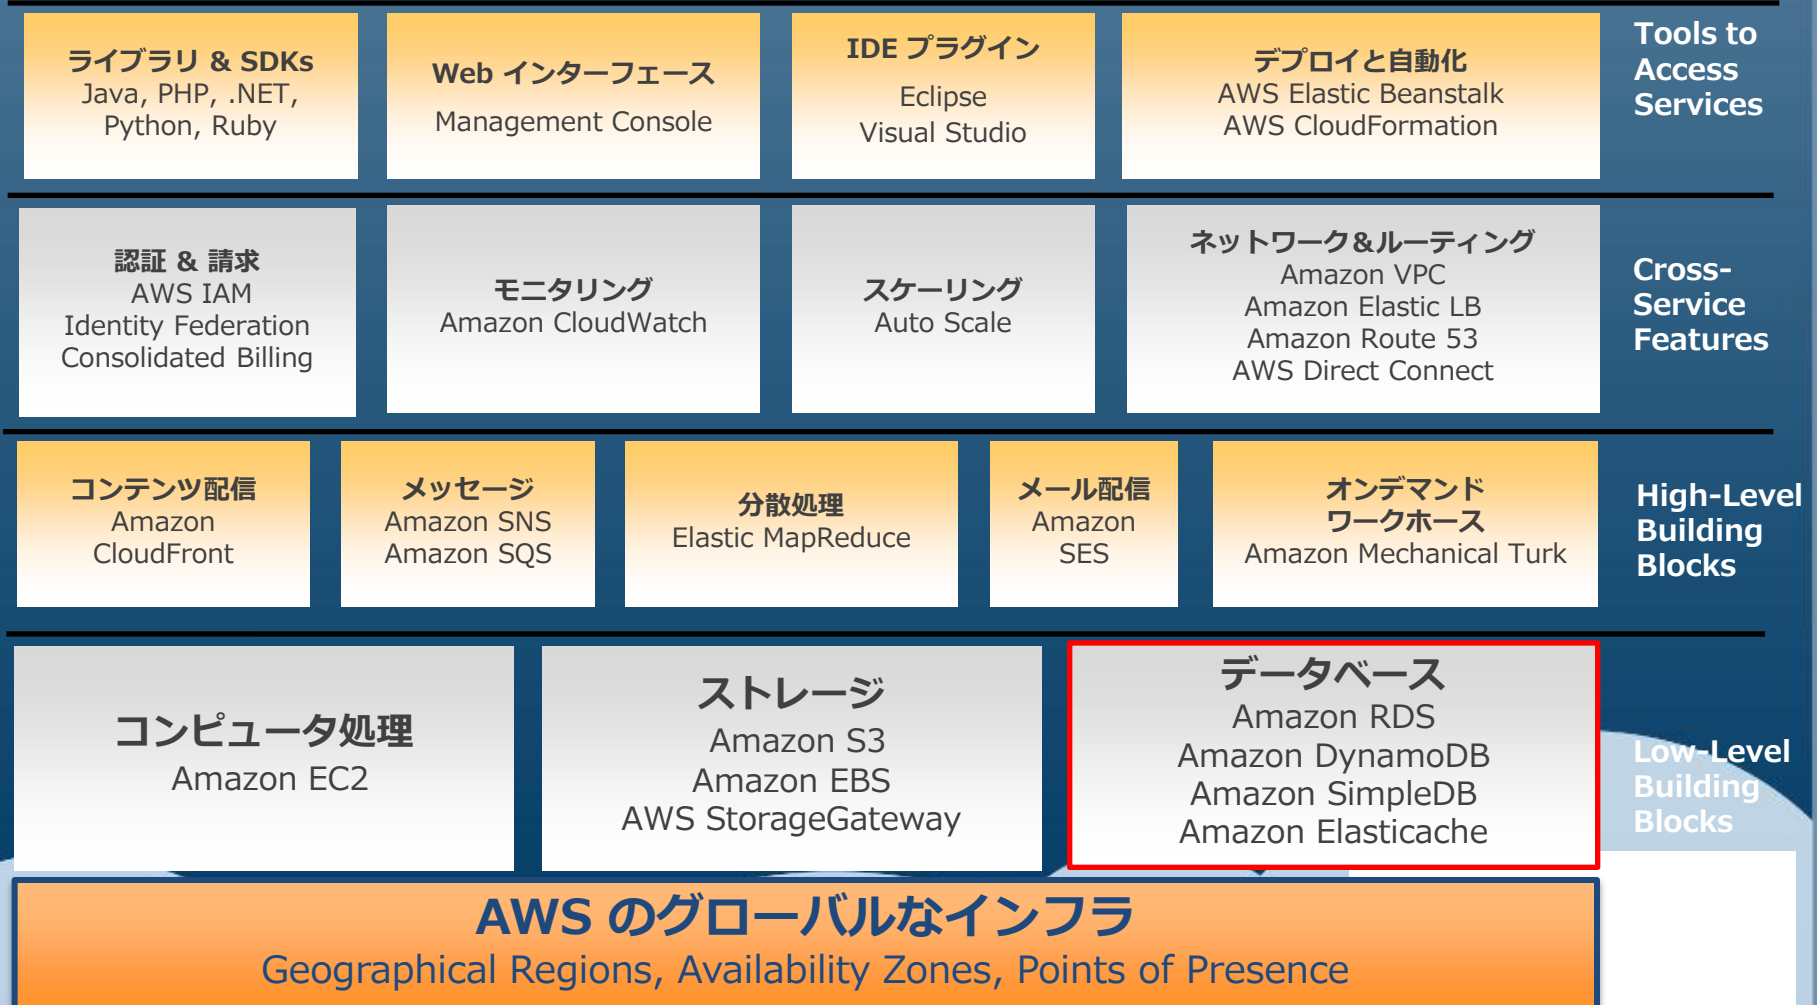 ライブラリ & SDKs
Java, PHP, .NET,
Python, Ruby
Web インターフェース
Management Console
IDE プラグイン
Eclipse
Visual Studio
デプロイと自動化
AWS Elastic Beanstalk
AWS CloudFormation
Tools to
Access
Services
認証 & 請求
AWS IAM
Identity Federation
Consolidated Billing
モニタリング
Amazon CloudWatch
スケーリング
Auto Scale
ネットワーク&ルーティング
Amazon VPC
Amazon Elastic LB
Amazon Route 53
AWS Direct Connect
Cross-
Service
Features
コンテンツ配信
Amazon
CloudFront
メッセージ
Amazon SNS
Amazon SQS
分散処理
Elastic MapReduce
メール配信
Amazon
SES
オンデマンド
ワークホース
Amazon Mechanical Turk
High-Level
Building
Blocks
コンピュータ処理
Amazon EC2
ストレージ
Amazon S3
Amazon EBS
AWS StorageGateway
データベース
Amazon RDS
Amazon DynamoDB
Amazon SimpleDB
Amazon Elasticache
Low-Level
Building
Blocks
AWS のグローバルなインフラ
Geographical Regions, Availability Zones, Points of Presence